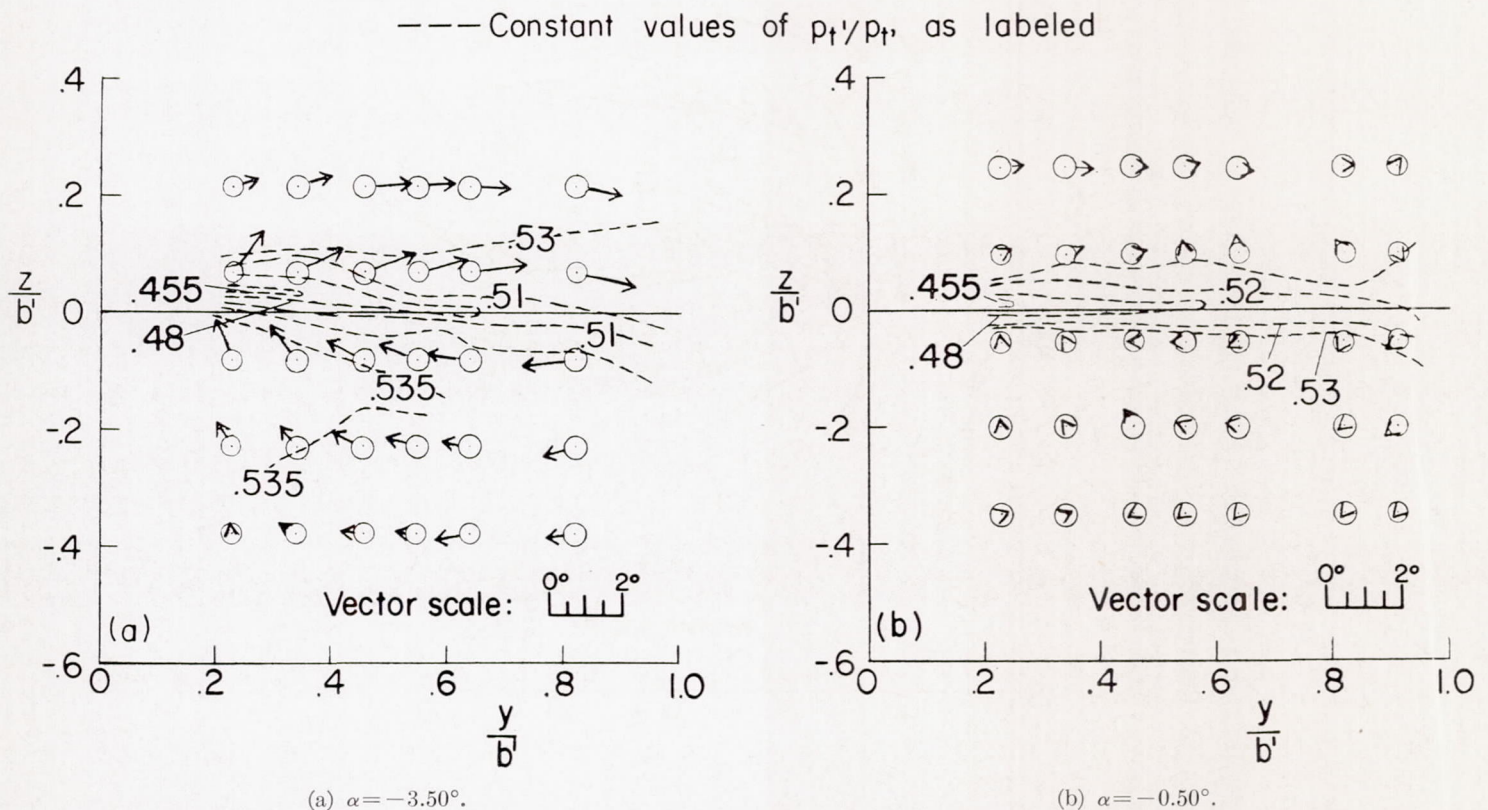 Constant values of pt'/pt, as labeled
.4
.2
z/b'
0
-.2
-.4
-.6
.53
.455
.51
.48
.51
.535
.535
0° 2°
Vector scale:
(a)
0 .2 .4 .6 .8 1.0
y/b'
(a) α=−3.50°.
.4
.2
z/b'
0
-.2
-.4
-.6
.455
.52
.48
.52
.53
0° 2°
Vector scale:
(b)
0 .2 .4 .6 .8 1.0
y/b'
(b) α=−0.50°.